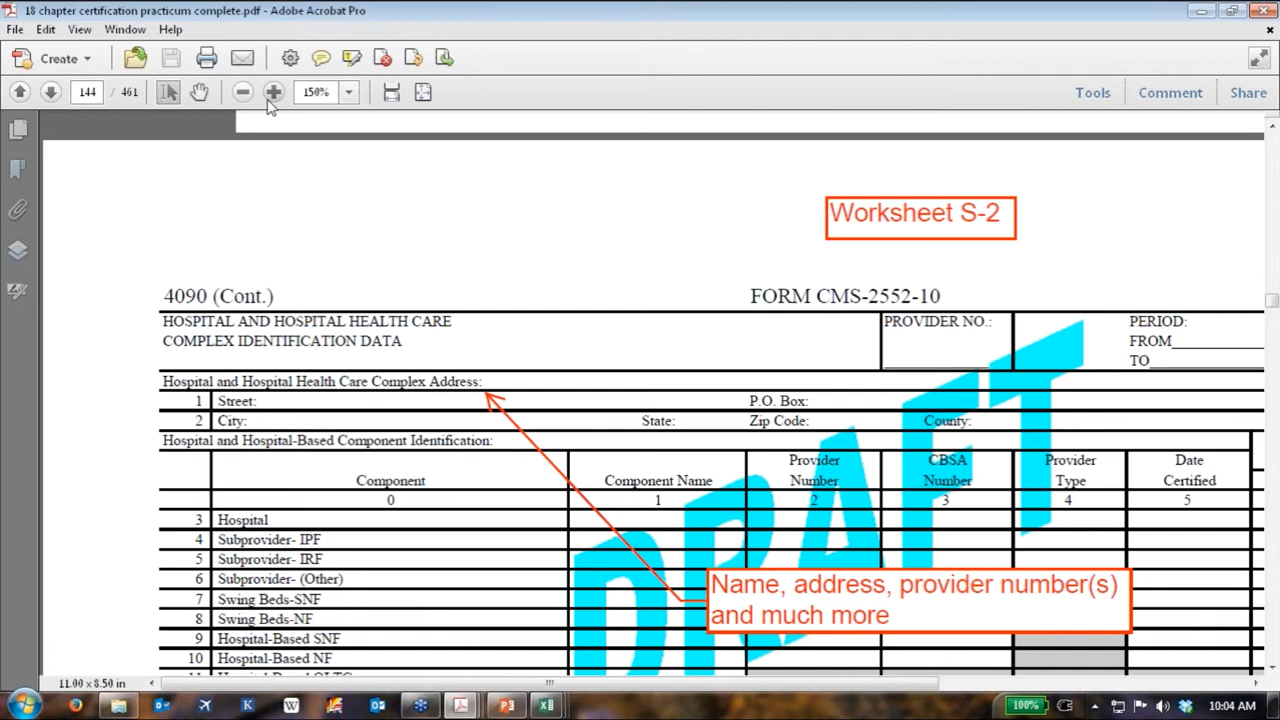 18 chapter certification practicum complete.pdf - Adobe Acrobat Pro
File Edit View Window Help
Create
144 / 461 150% Tools Comment Share
Worksheet S-2
4090 (Cont.) FORM CMS-2552-10
HOSPITAL AND HOSPITAL HEALTH CARE PROVIDER NO.: PERIOD:
COMPLEX IDENTIFICATION DATA FROM
TO
Hospital and Hospital Health Care Complex Address:
1 Street: P.O. Box:
2 City: State: Zip Code: County:
Hospital and Hospital-Based Component Identification:
Provider CBSA Provider Date
Component Component Name Number Number Type Certified
0 1 2 3 4 5
3 Hospital
4 Subprovider- IPF
5 Subprovider- IRF
6 Subprovider- (Other)
7 Swing Beds-SNF
8 Swing Beds-NF
9 Hospital-Based SNF
10 Hospital-Based NF
DRAFT
Name, address, provider number(s)
and much more
11.00 x 8.50 in
100% 10:04 AM